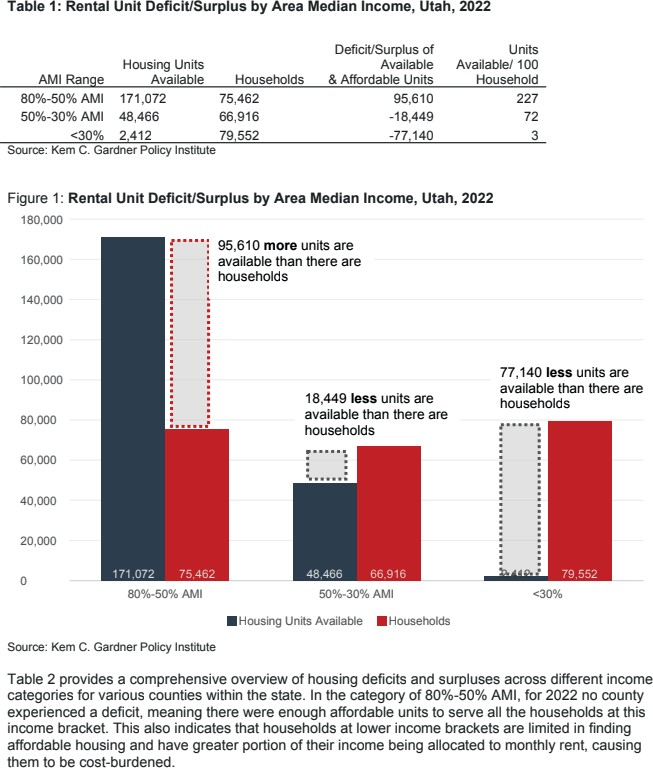 Table 1: Rental Unit Deficit/Surplus by Area Median Income, Utah, 2022
AMI Range Housing Units Available Households Deficit/Surplus of Available & Affordable Units Units Available/ 100 Household
80%-50% AMI 171,072 75,462 95,610 227
50%-30% AMI 48,466 66,916 -18,449 72
<30% 2,412 79,552 -77,140 3
Source: Kem C. Gardner Policy Institute
Figure 1: Rental Unit Deficit/Surplus by Area Median Income, Utah, 2022
180,000
160,000
140,000
120,000
100,000
80,000
60,000
40,000
20,000
0
95,610 more units are
available than there are
households
18,449 less units are
available than there are
households
77,140 less units are
available than there are
households
171,072 75,462 48,466 66,916 79,552
80%-50% AMI 50%-30% AMI <30%
Housing Units Available Households
Source: Kem C. Gardner Policy Institute
Table 2 provides a comprehensive overview of housing deficits and surpluses across different income
categories for various counties within the state. In the category of 80%-50% AMI, for 2022 no county
experienced a deficit, meaning there were enough affordable units to serve all the households at this
income bracket. This also indicates that households at lower income brackets are limited in finding
affordable housing and have greater portion of their income being allocated to monthly rent, causing
them to be cost-burdened.